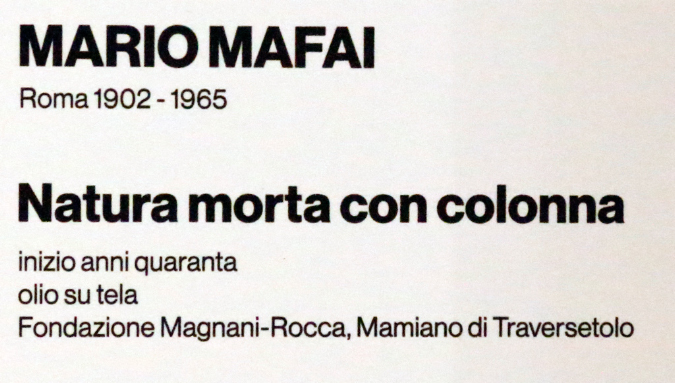 MARIO MAFAI
Roma 1902 - 1965
Natura morta con colonna
inizio anni quaranta
olio su tela
Fondazione Magnani-Rocca, Mamiano di Traversetolo